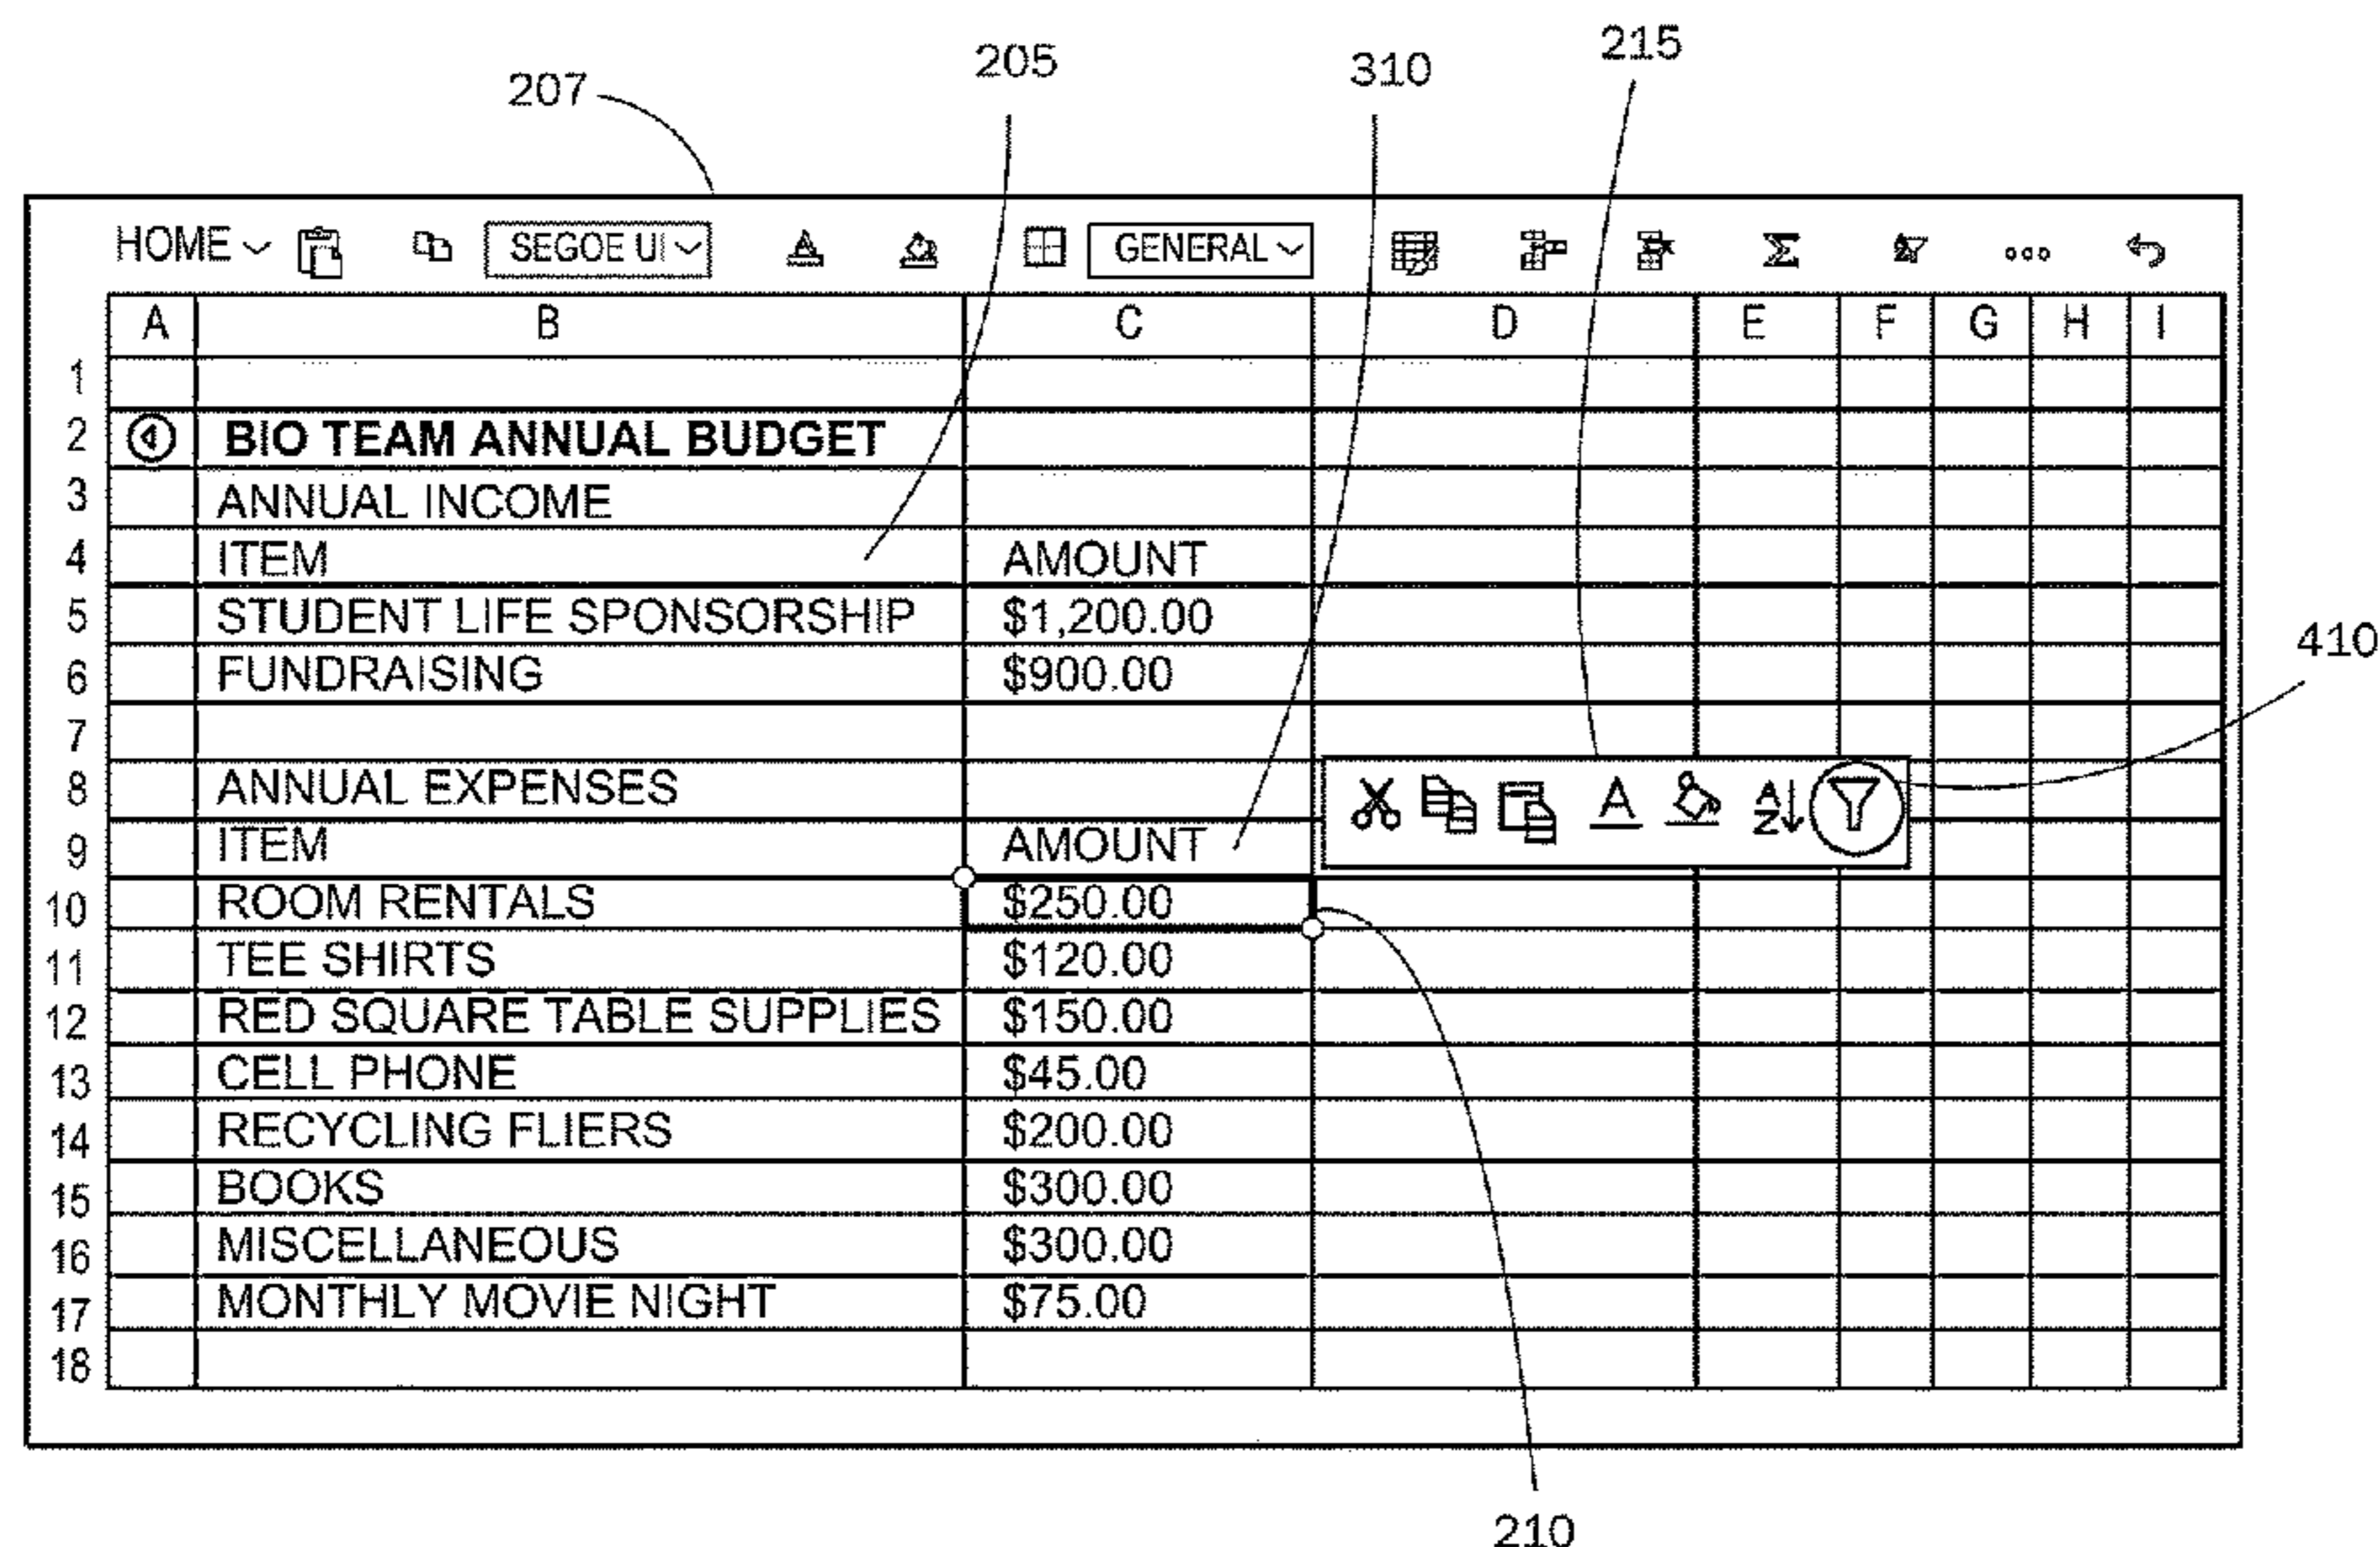 215
205
310
207
HOME SEGOE UI GENERAL
A B C D E F G H I
1
2 BIO TEAM ANNUAL BUDGET
3 ANNUAL INCOME
4 ITEM AMOUNT
5 STUDENT LIFE SPONSORSHIP $1,200.00
410
6 FUNDRAISING $900.00
7
8 ANNUAL EXPENSES
A A Z
9 ITEM AMOUNT
10 ROOM RENTALS $250.00
11 TEE SHIRTS $120.00
12 RED SQUARE TABLE SUPPLIES $150.00
13 CELL PHONE $45.00
14 RECYCLING FLIERS $200.00
15 BOOKS $300.00
16 MISCELLANEOUS $300.00
17 MONTHLY MOVIE NIGHT $75.00
18
210